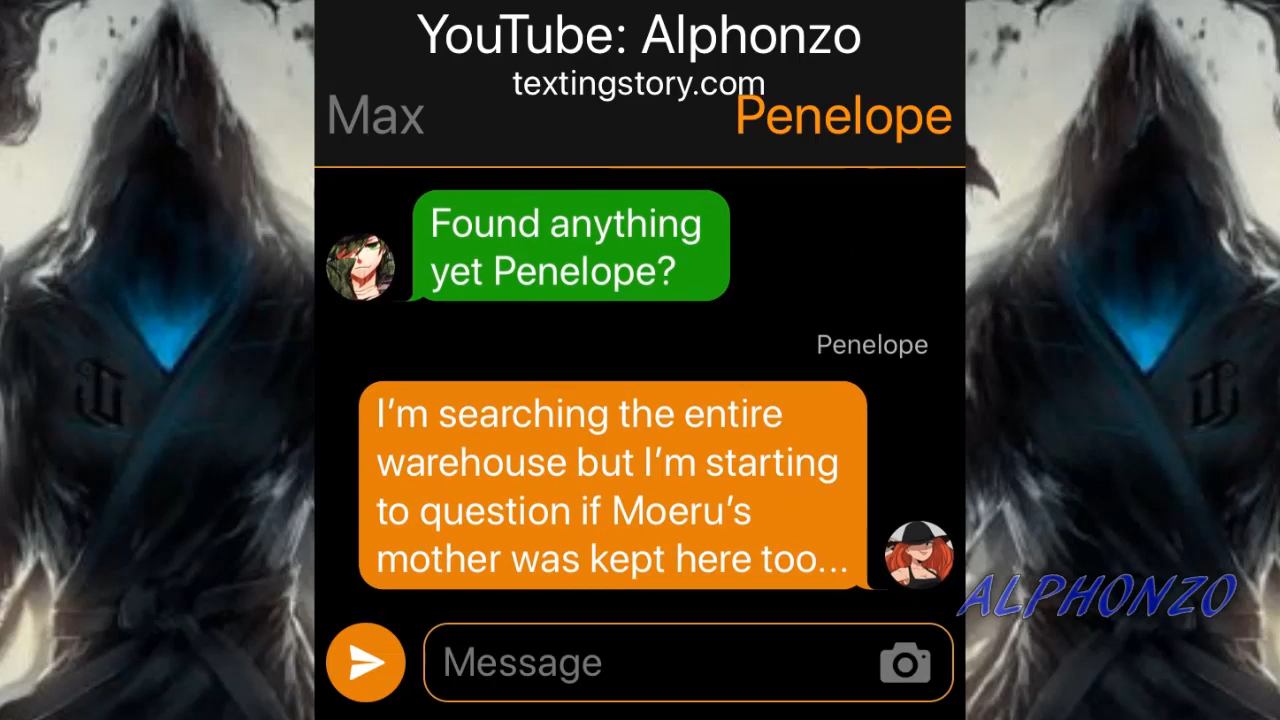 YouTube: Alphonzo
textingstory.com
Max
Penelope
Found anything
yet Penelope?
Penelope
I’m searching the entire
warehouse but I’m starting
to question if Moeru’s
mother was kept here too...
ALPHONZO
Message